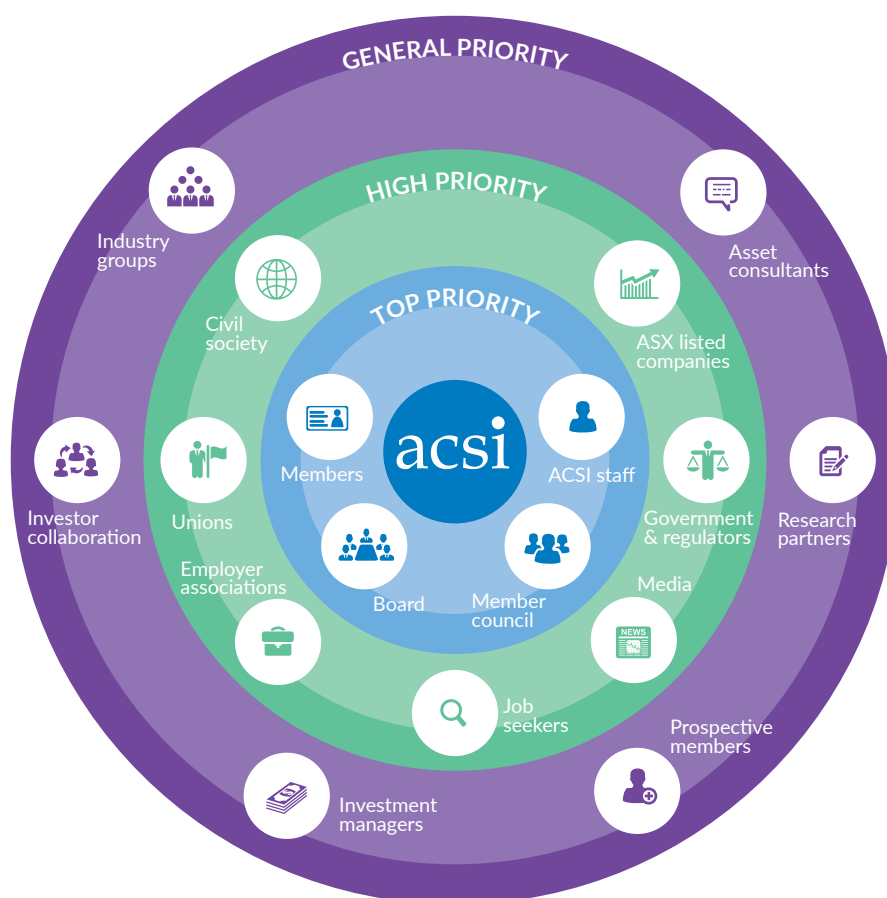 GENERAL PRIORITY
HIGH PRIORITY
TOP PRIORITY
Industry
groups
Asset
consultants
Civil
society
ASX listed
companies
acsi
Members
ACSI staff
Investor
collaboration
Unions
Government
& regulators
Research
partners
Employer
associations
Board
Member
council
Media
NEWS
Job
seekers
Prospective
members
Investment
managers